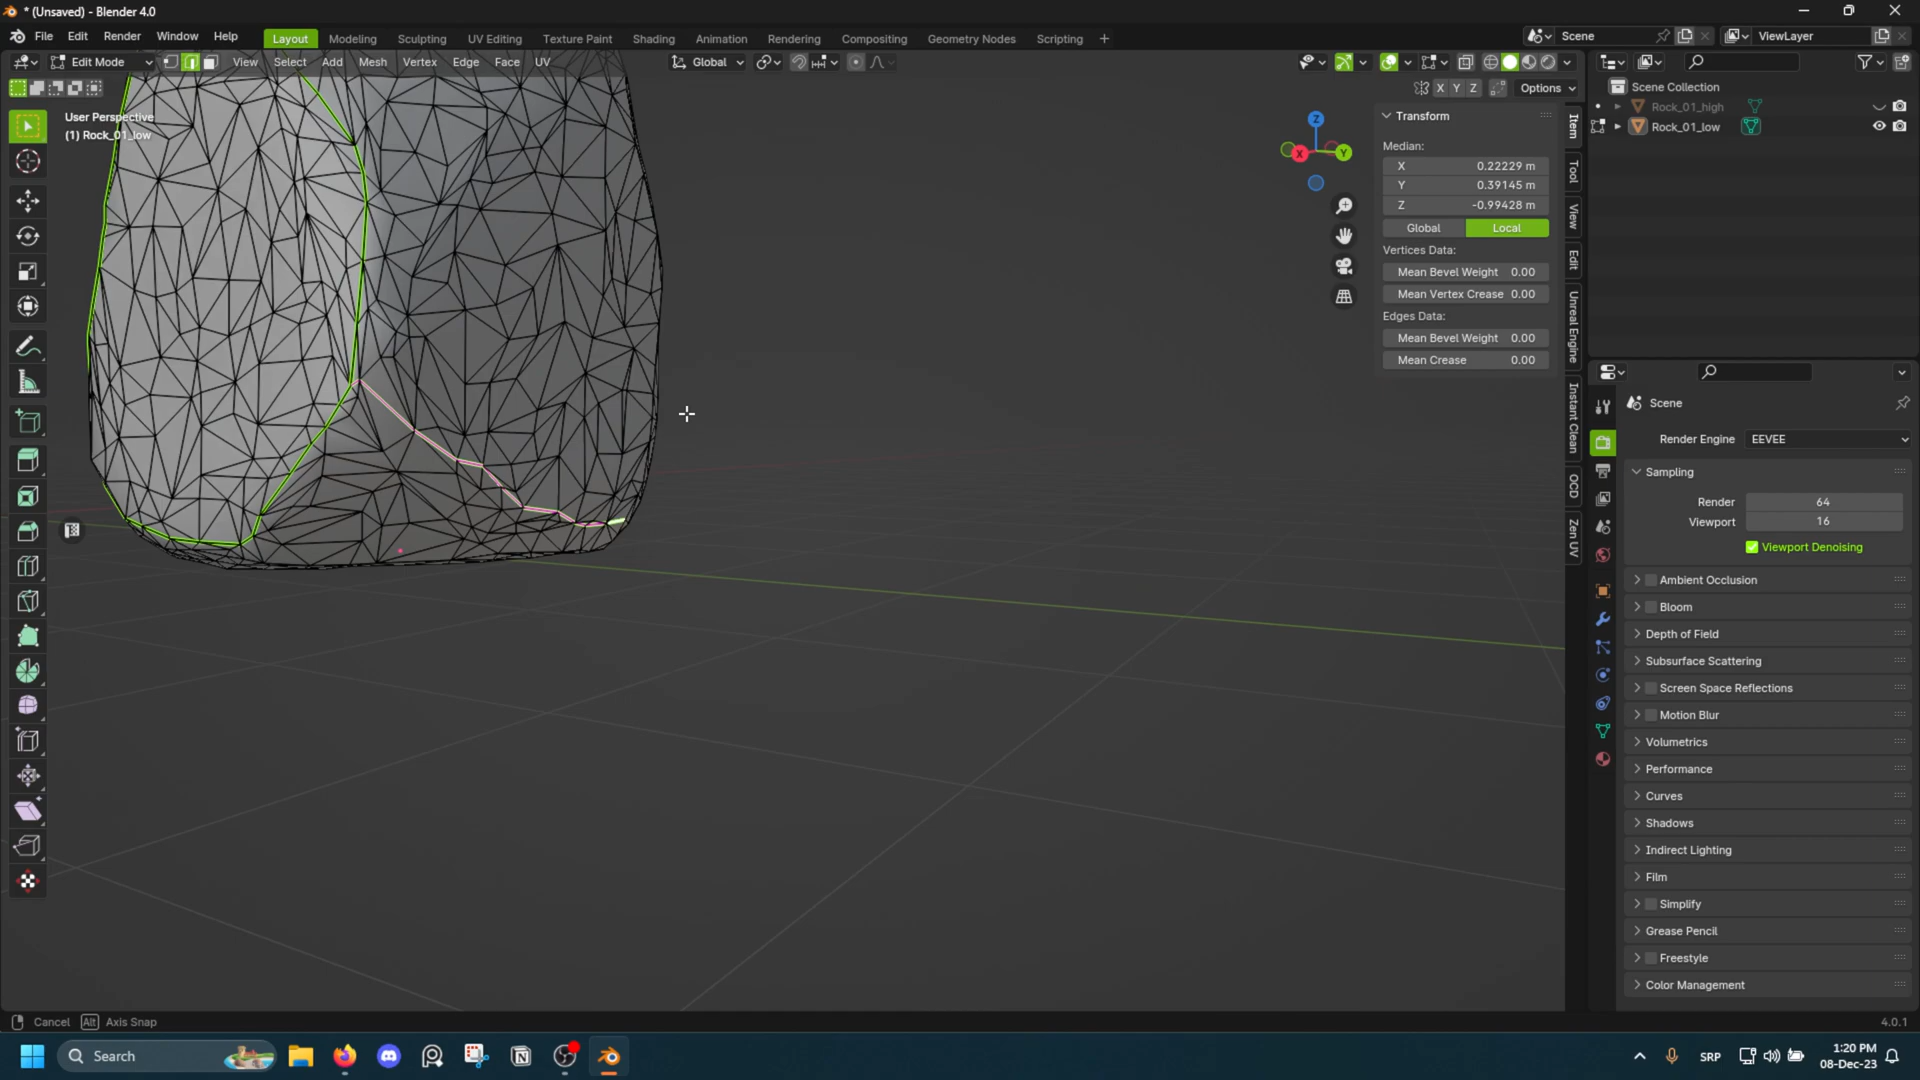 * (Unsaved) - Blender 4.0
File Edit Render Window Help
Layout Modeling Sculpting UV Editing Texture Paint Shading Animation Rendering Compositing Geometry Nodes Scripting +
Scene
ViewLayer
Edit Mode View Select Add Mesh Vertex Edge Face UV
Global
X Y Z Options
User Perspective
(1) Rock_01_low
Z
X
Y
Transform
Median:
X 0.22229 m
Y 0.39145 m
Z -0.99428 m
Global Local
Vertices Data:
Mean Bevel Weight 0.00
Mean Vertex Crease 0.00
Edges Data:
Mean Bevel Weight 0.00
Mean Crease 0.00
Item
Tool
View
Edit
Unreal Engine
Instant Clean
OCD
Zen UV
Scene Collection
Rock_01_high
Rock_01_low
Scene
Render Engine EEVEE
Sampling
Render 64
Viewport 16
Viewport Denoising
Ambient Occlusion
Bloom
Depth of Field
Subsurface Scattering
Screen Space Reflections
Motion Blur
Volumetrics
Performance
Curves
Shadows
Indirect Lighting
Film
Simplify
Grease Pencil
Freestyle
Color Management
Cancel Alt Axis Snap
4.0.1
Search
SRP
1:20 PM
08-Dec-23